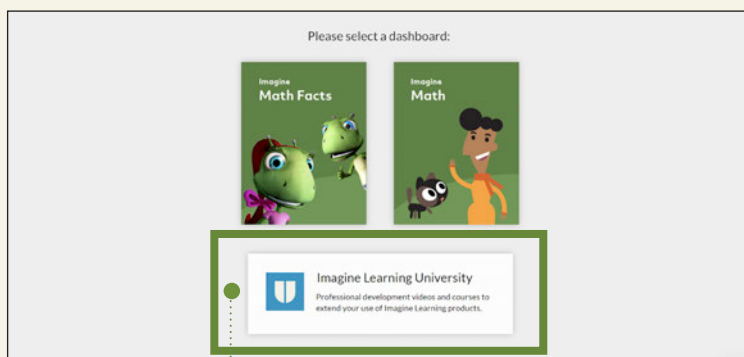 Please select a dashboard:
Imagine
Math Facts
Imagine
Math
Imagine Learning University
Professional development videos and courses to
extend your use of Imagine Learning products.